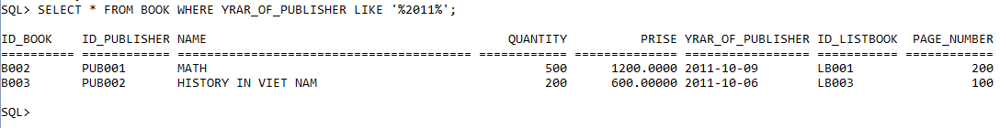 SQL> SELECT * FROM BOOK WHERE YRAR_OF_PUBLISHER LIKE '%2011%';
ID_BOOK    ID_PUBLISHER NAME                                     QUANTITY        PRISE YRAR_OF_PUBLISHER ID_LISTBOOK  PAGE_NUMBER
========== ============ ======================================== ============ ============== ================= ============ ============
B002       PUB001       MATH                                     500      1200.0000 2011-10-09        LB001        200
B003       PUB002       HISTORY IN VIET NAM                      200      600.00000 2011-10-06        LB003        100
SQL>